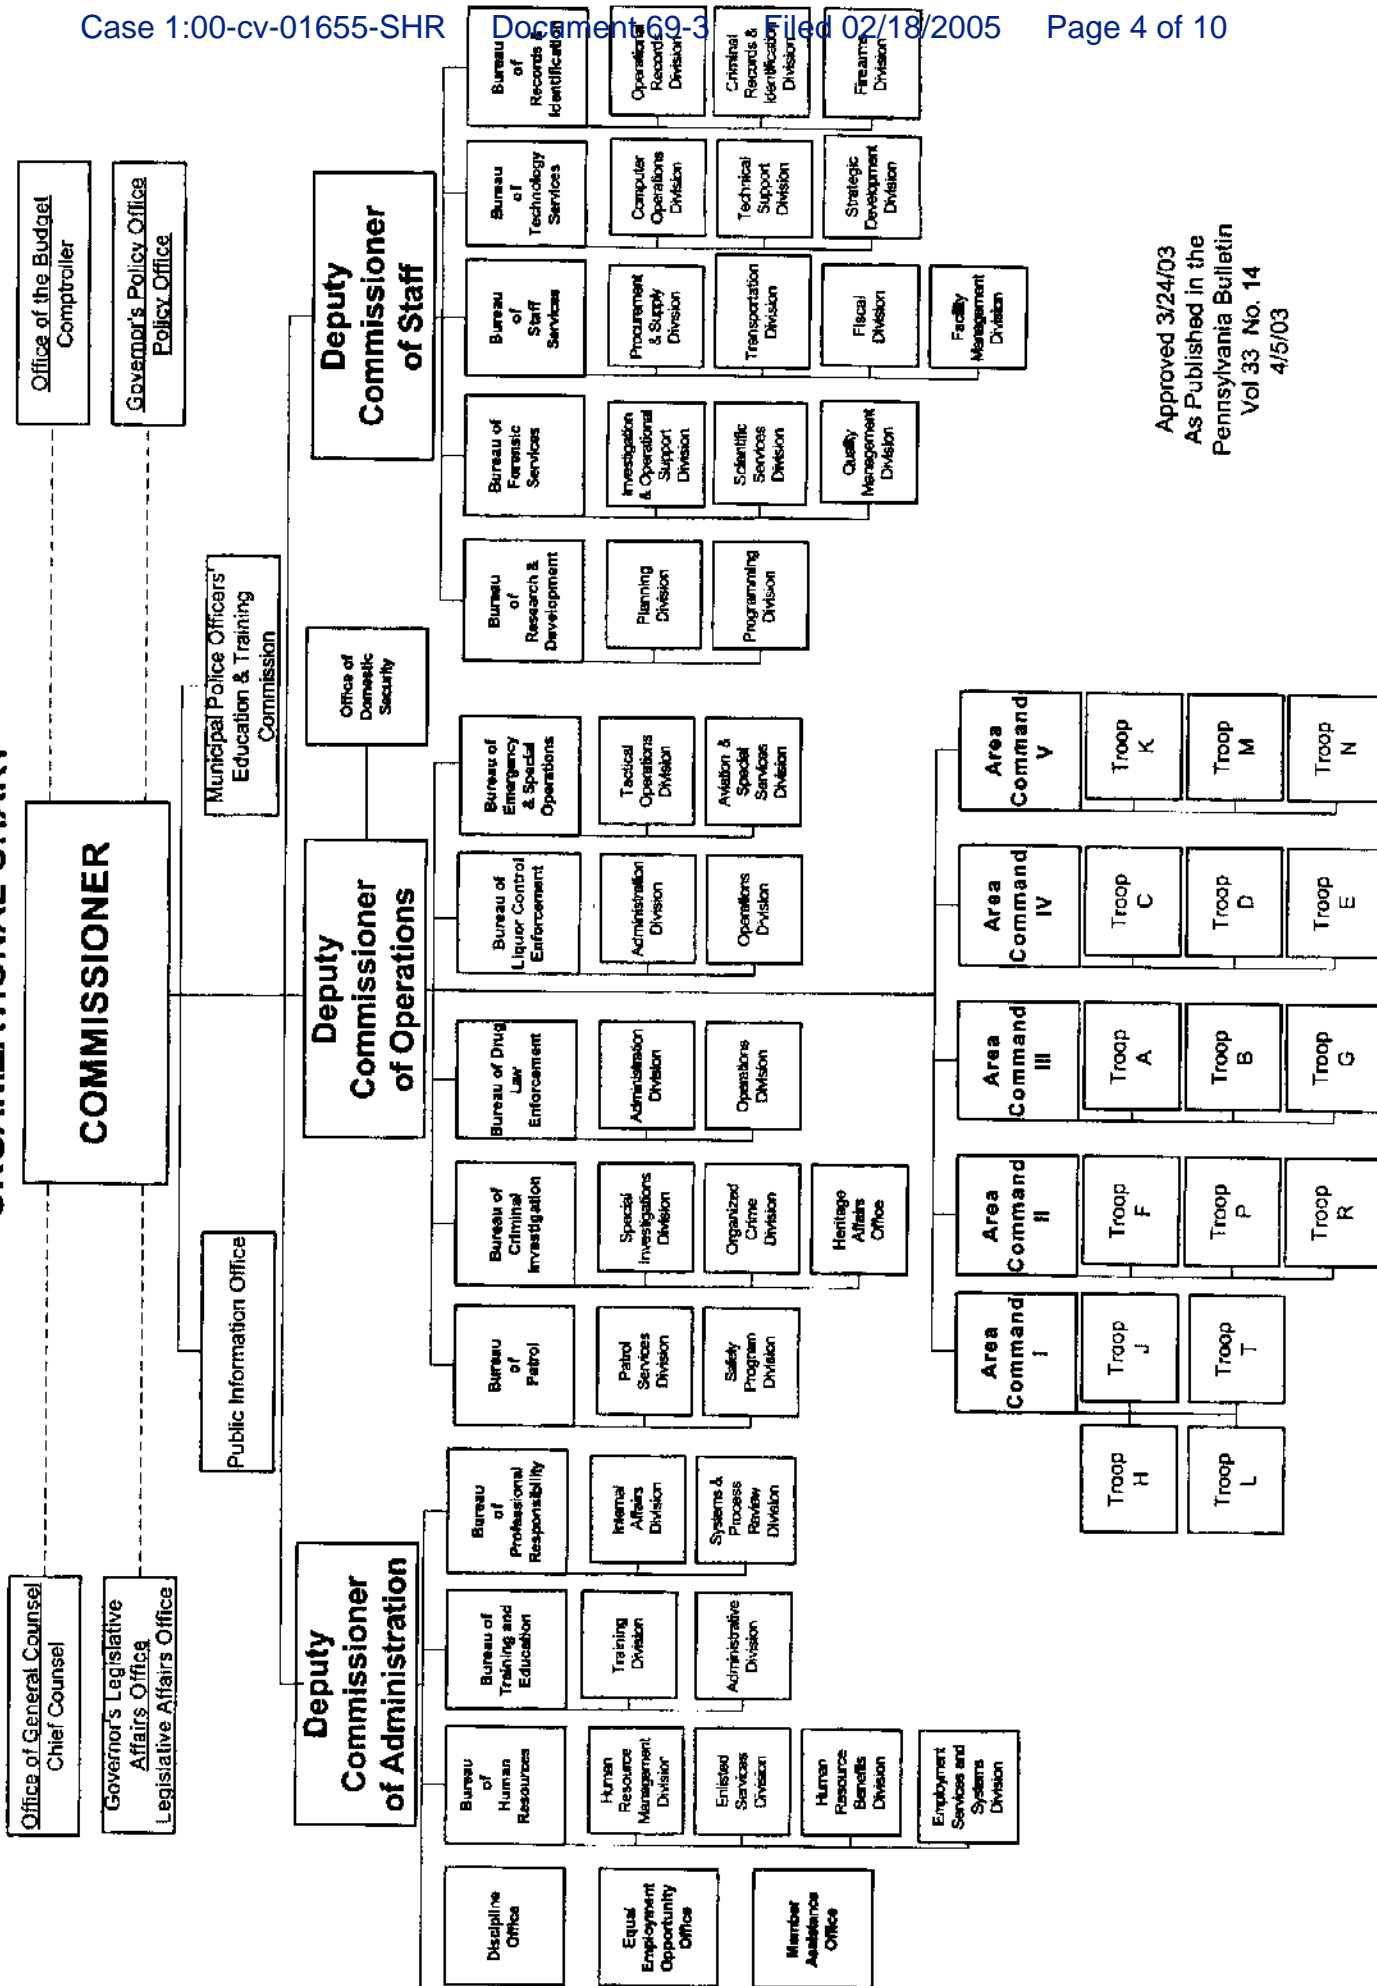 Case 1:00-cv-01655-SHR Document 69-3 Filed 02/18/2005 Page 4 of 10
COMMISSIONER
Office of General Counsel
Chief Counsel
Governor's Legislative
Affairs Office
Legislative Affairs Office
Office of the Budget
Comptroller
Governor's Policy Office
Policy Office
Public Information Office
Municipal Police Officers'
Education & Training
Commission
Deputy
Commissioner
of Administration
Deputy
Commissioner
of Operations
Office of
Domestic
Security
Deputy
Commissioner
of Staff
Discipline
Office
Equal
Employment
Opportunity
Office
Member
Assistance
Office
Bureau
of
Human
Resources
Human
Resource
Management
Division
Enlisted
Services
Division
Human
Resource
Benefits
Division
Employment
Services and
Systems
Division
Bureau of
Training and
Education
Training
Division
Administrative
Division
Bureau
of
Professional
Responsibility
Internal
Affairs
Division
Systems &
Process
Review
Division
Bureau
of
Patrol
Patrol
Services
Division
Safety
Program
Division
Bureau of
Criminal
Investigation
Special
Investigations
Division
Organized
Crime
Division
Heritage
Affairs
Office
Bureau of Drug
Law
Enforcement
Administration
Division
Operations
Division
Bureau of
Liquor Control
Enforcement
Administration
Division
Operations
Division
Bureau of
Emergency
& Special
Operations
Tactical
Operations
Division
Aviation &
Special
Services
Division
Bureau
of
Research &
Development
Planning
Division
Programming
Division
Bureau of
Forensic
Services
Investigation
& Operational
Support
Division
Scientific
Services
Division
Quality
Management
Division
Bureau
of
Staff
Services
Procurement
& Supply
Division
Transportation
Division
Fiscal
Division
Facility
Management
Division
Bureau
of
Technology
Services
Computer
Operations
Division
Technical
Support
Division
Strategic
Development
Division
Bureau
of
Records &
Identification
Operational
Records
Division
Criminal
Records &
Identification
Division
Firearms
Division
Area
Command
I
Troop
H
Troop
J
Troop
L
Troop
T
Area
Command
II
Troop
F
Troop
P
Troop
R
Area
Command
III
Troop
A
Troop
B
Troop
G
Area
Command
IV
Troop
C
Troop
D
Troop
E
Area
Command
V
Troop
K
Troop
M
Troop
N
Approved 3/24/03
As Published in the
Pennsylvania Bulletin
Vol 33 No. 14
4/5/03